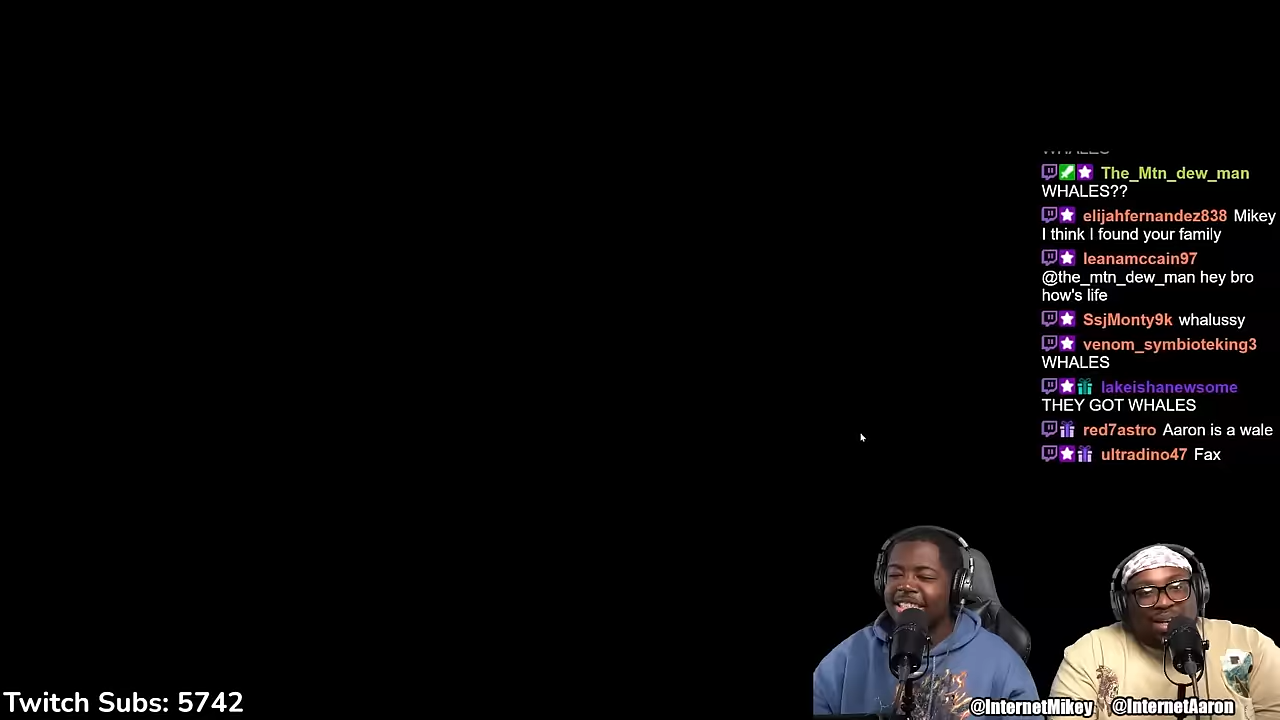 WHALES
The_Mtn_dew_man
WHALES??
elijahfernandez838 Mikey
I think I found your family
leanamccain97
@the_mtn_dew_man hey bro
how's life
SsjMonty9k whalussy
venom_symbioteking3
WHALES
lakeishanewsome
THEY GOT WHALES
red7astro Aaron is a wale
ultradino47 Fax
Twitch Subs: 5742
@InternetMikey
@InternetAaron